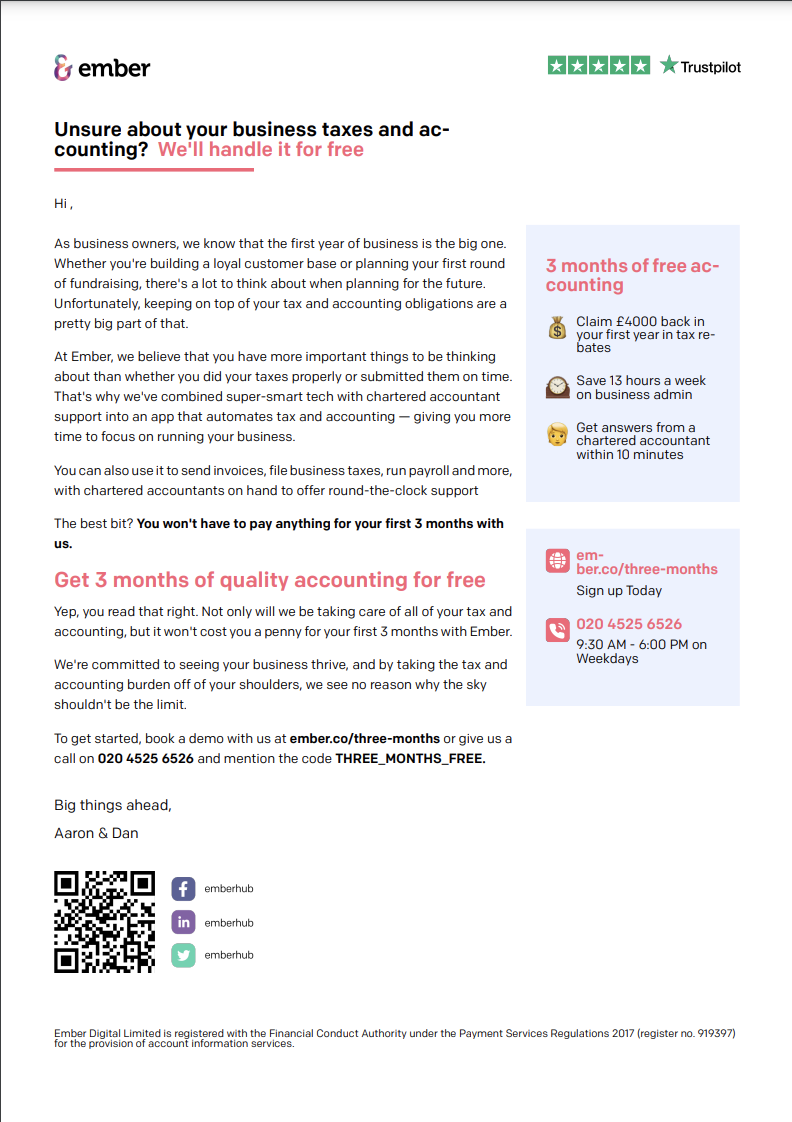 ember
Trustpilot
Unsure about your business taxes and ac-
counting? We'll handle it for free
Hi ,
As business owners, we know that the first year of business is the big one.
Whether you're building a loyal customer base or planning your first round
of fundraising, there's a lot to think about when planning for the future.
Unfortunately, keeping on top of your tax and accounting obligations are a
pretty big part of that.
At Ember, we believe that you have more important things to be thinking
about than whether you did your taxes properly or submitted them on time.
That's why we've combined super-smart tech with chartered accountant
support into an app that automates tax and accounting — giving you more
time to focus on running your business.
You can also use it to send invoices, file business taxes, run payroll and more,
with chartered accountants on hand to offer round-the-clock support
The best bit? You won't have to pay anything for your first 3 months with
us.
Get 3 months of quality accounting for free
Yep, you read that right. Not only will we be taking care of all of your tax and
accounting, but it won't cost you a penny for your first 3 months with Ember.
We're committed to seeing your business thrive, and by taking the tax and
accounting burden off of your shoulders, we see no reason why the sky
shouldn't be the limit.
To get started, book a demo with us at ember.co/three-months or give us a
call on 020 4525 6526 and mention the code THREE_MONTHS_FREE.
Big things ahead,
Aaron & Dan
3 months of free ac-
counting
Claim £4000 back in
your first year in tax re-
bates
Save 13 hours a week
on business admin
Get answers from a
chartered accountant
within 10 minutes
em-
ber.co/three-months
Sign up Today
020 4525 6526
9:30 AM - 6:00 PM on
Weekdays
emberhub
emberhub
emberhub
Ember Digital Limited is registered with the Financial Conduct Authority under the Payment Services Regulations 2017 (register no. 919397)
for the provision of account information services.